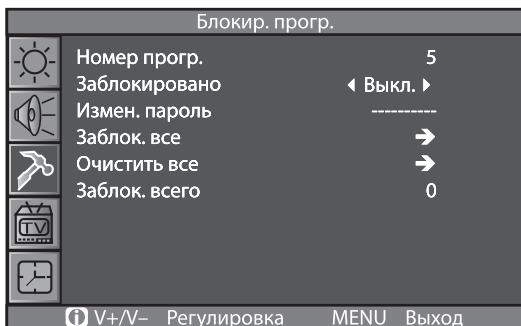 Блокир. прогр.
Номер прогр. 5
Заблокировано Выкл.
Измен. пароль ----------
Заблок. все
Очистить все
Заблок. всего 0
TV
i V+/V– Регулировка MENU Выход